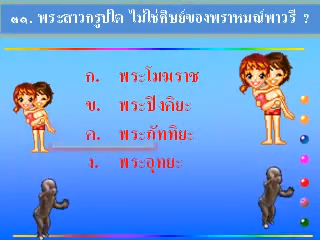 ๓๑. พระสาวกรูปใด ไม่ใช่ศิษย์ของพราหมณ์พาวรี ?
ก. พระโมฆราช
ข. พระปิงคิยะ
ค. พระภัททิยะ
ง. พระอุทยะ